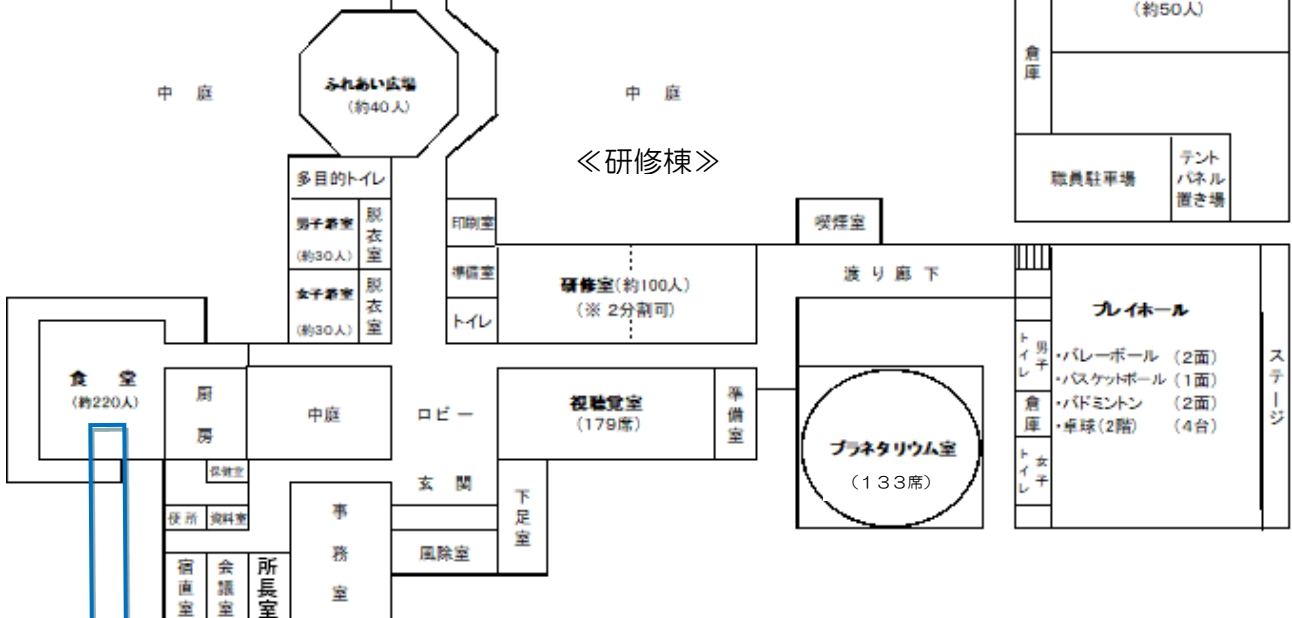 (約50人)
倉庫
中 庭
ふれあい広場
(約40人)
中 庭
≪研修棟≫
職員駐車場
テント
パネル
置き場
多目的トイレ
男子浴室
(約30人)
脱衣室
印刷室
喫煙室
女子浴室
(約30人)
脱衣室
準備室
トイレ
研修室(約100人)
(※ 2分割可)
渡 り 廊 下
プレイホール
・バレーボール (2面)
・バスケットボール (1面)
・バドミントン (2面)
・卓球(2階) (4台)
男子
トイレ
倉庫
女子
トイレ
ステージ
食 堂
(約220人)
厨房
中庭
ロビー
視聴覚室
(179席)
準備室
プラネタリウム室
(133席)
保健室
玄 関
下足室
便所
資料室
事務室
風除室
宿直室
会議室
所長室